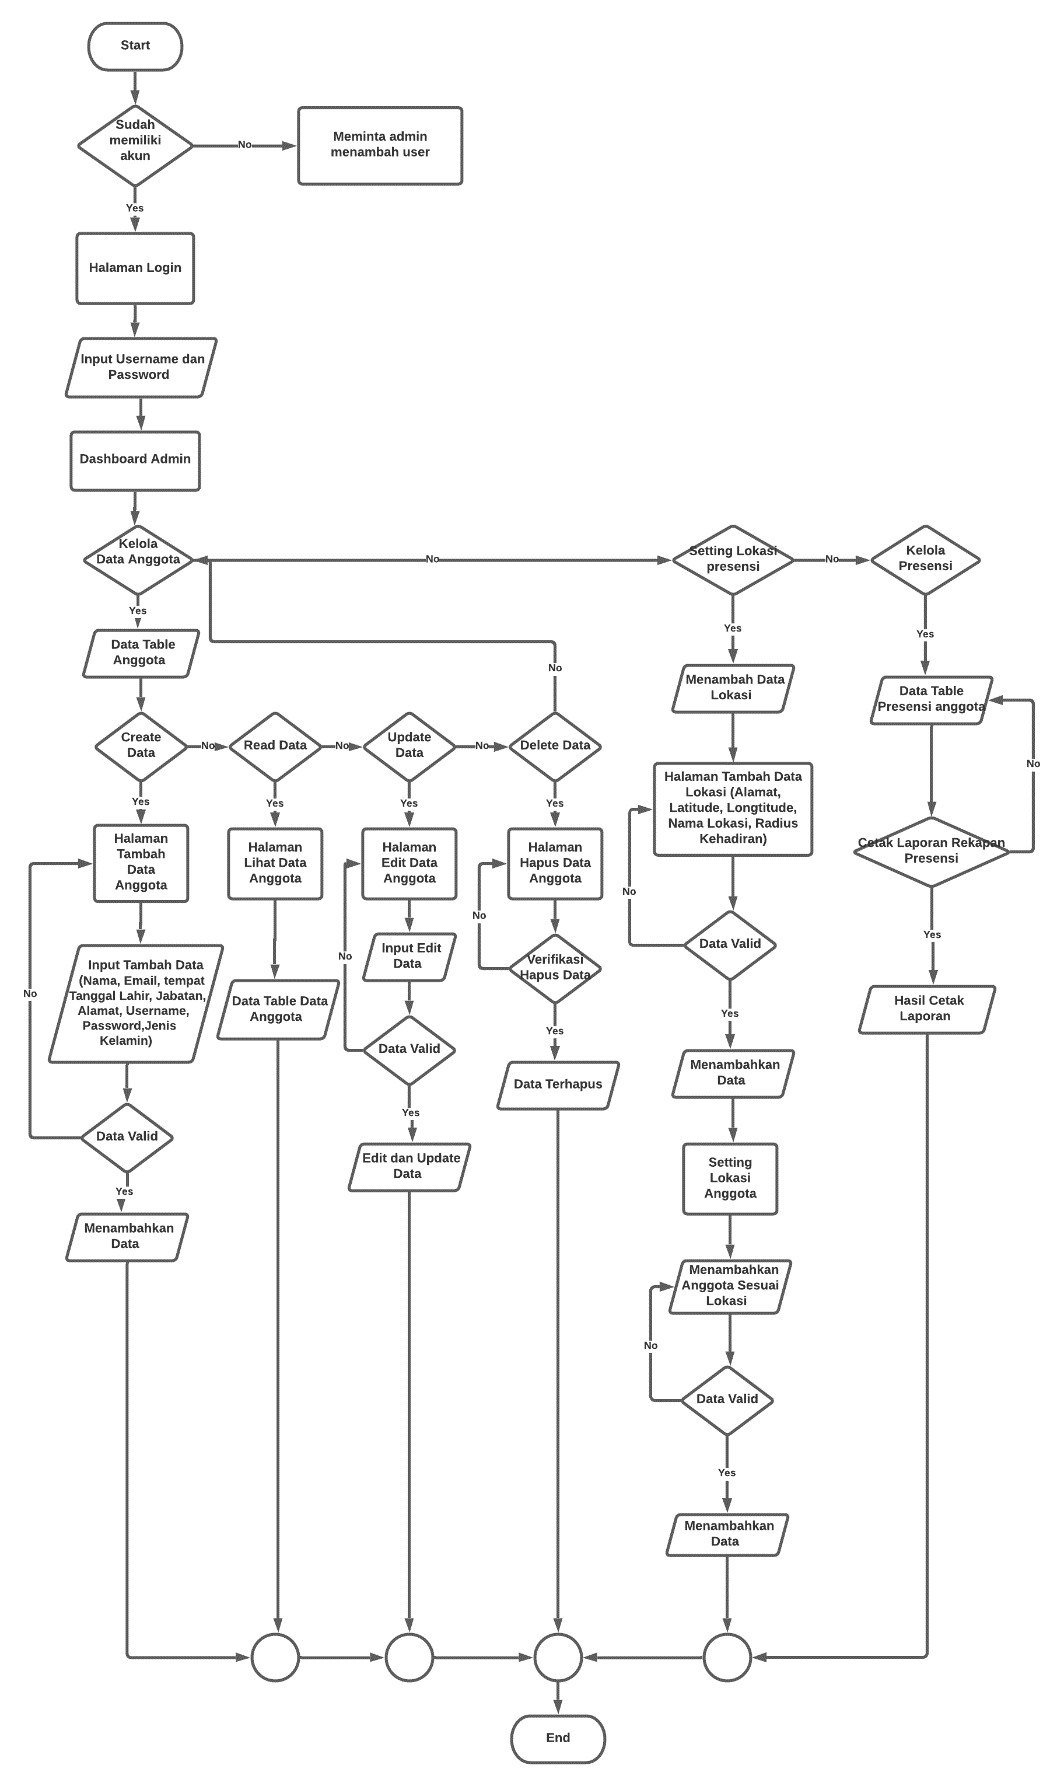 Start
Sudah
memiliki
akun
No
Meminta admin
menambah user
Yes
Halaman Login
Input Username dan
Password
Dashboard Admin
Kelola
Data Anggota
No
Setting Lokasi
presensi
No
Kelola
Presensi
Yes
Yes
Yes
Data Table
Anggota
No
Menambah Data
Lokasi
Data Table
Presensi anggota
Create
Data
No
Read Data
No
Update
Data
No
Delete Data
No
Yes
Yes
Yes
Yes
Halaman Tambah Data
Lokasi (Alamat,
Latitude, Longtitude,
Nama Lokasi, Radius
Kehadiran)
Cetak Laporan Rekapan
Presensi
Halaman
Tambah
Data
Anggota
Halaman
Lihat Data
Anggota
Halaman
Edit Data
Anggota
Halaman
Hapus Data
Anggota
No
No
Yes
Data Valid
Input Edit
Data
No
Verifikasi
Hapus Data
Input Tambah Data
(Nama, Email, tempat
Tanggal Lahir, Jabatan,
Alamat, Username,
Password,Jenis
Kelamin)
No
Data Table Data
Anggota
Hasil Cetak
Laporan
Yes
Yes
Data Valid
Menambahkan
Data
Data Terhapus
Yes
Data Valid
Edit dan Update
Data
Setting
Lokasi
Anggota
Yes
Menambahkan
Data
Menambahkan
Anggota Sesuai
Lokasi
No
Data Valid
Yes
Menambahkan
Data
End